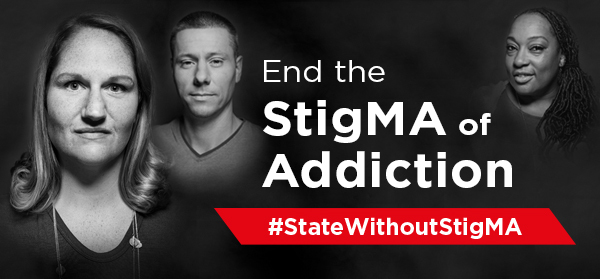 End the
StigMA of
Addiction
#StateWithoutStigMA